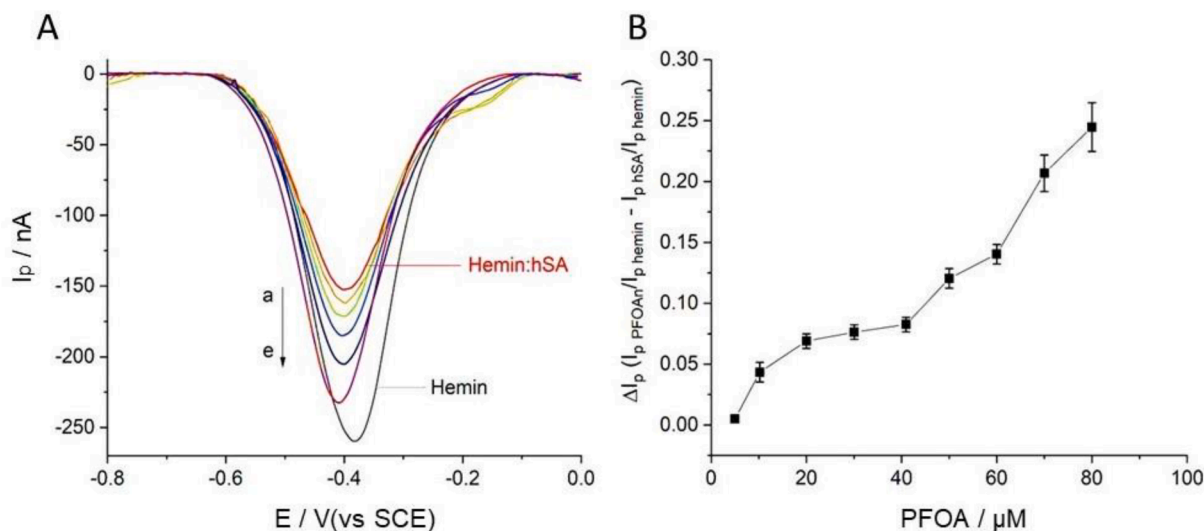 A
0
-50
-100
-150
-200
-250
Ip / nA
a
e
Hemin:hSA
Hemin
-0.8
-0.6
-0.4
-0.2
0.0
E / V(vs SCE)
B
0.30
0.25
0.20
0.15
0.10
0.05
0.00
ΔIp (Ip PFOAn/Ip hemin - Ip hSA/Ip hemin)
0
20
40
60
80
100
PFOA / µM